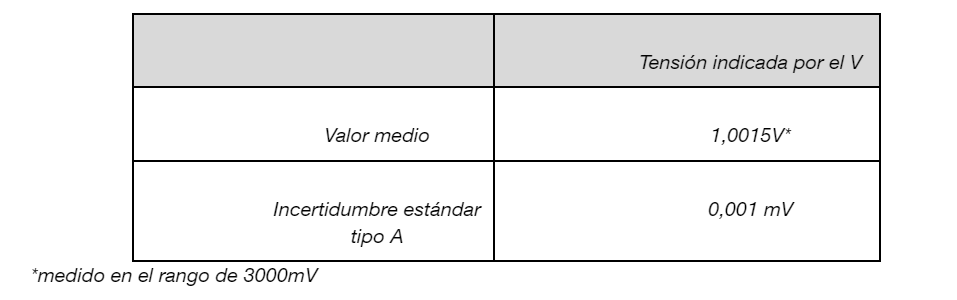 Tensión indicada por el V
Valor medio
1,0015V*
Incertidumbre estándar
tipo A
0,001 mV
*medido en el rango de 3000mV